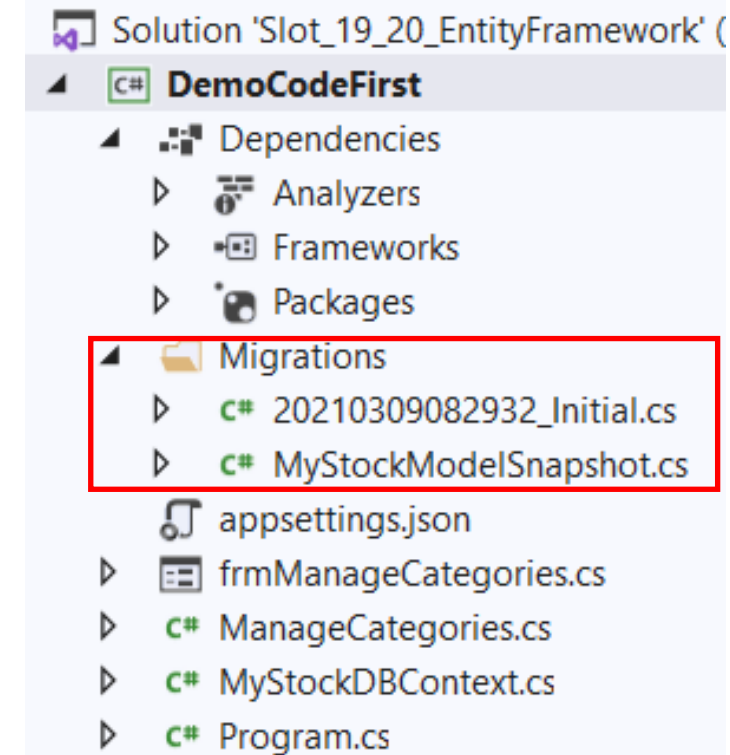 Solution 'Slot_19_20_EntityFramework' (
C# DemoCodeFirst
Dependencies
Analyzers
Frameworks
Packages
Migrations
C# 20210309082932_Initial.cs
C# MyStockModelSnapshot.cs
appsettings.json
frmManageCategories.cs
C# ManageCategories.cs
C# MyStockDBContext.cs
C# Program.cs